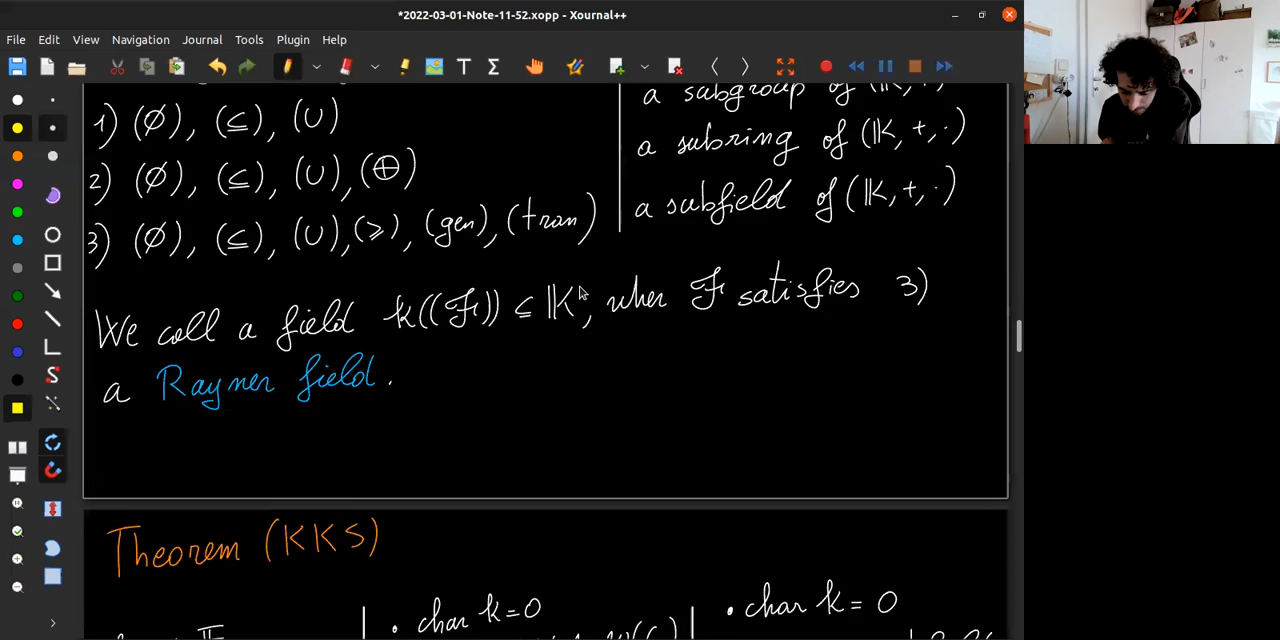 *2022-03-01-Note-11-52.xopp - Xournal++
File Edit View Navigation Journal Tools Plugin Help
1) (∅), (⊆), (∪)
a subgroup of (𝕂, +)
2) (∅), (⊆), (∪), (⊕)
a subring of (𝕂, +, ·)
3) (∅), (⊆), (∪), (≥), (gen), (tran)
a subfield of (𝕂, +, ·)
We call a field k((ℱ)) ⊆ 𝕂, when ℱ satisfies 3)
a Rayner field.
Theorem (KKS)
• char k = 0
• char k = 0